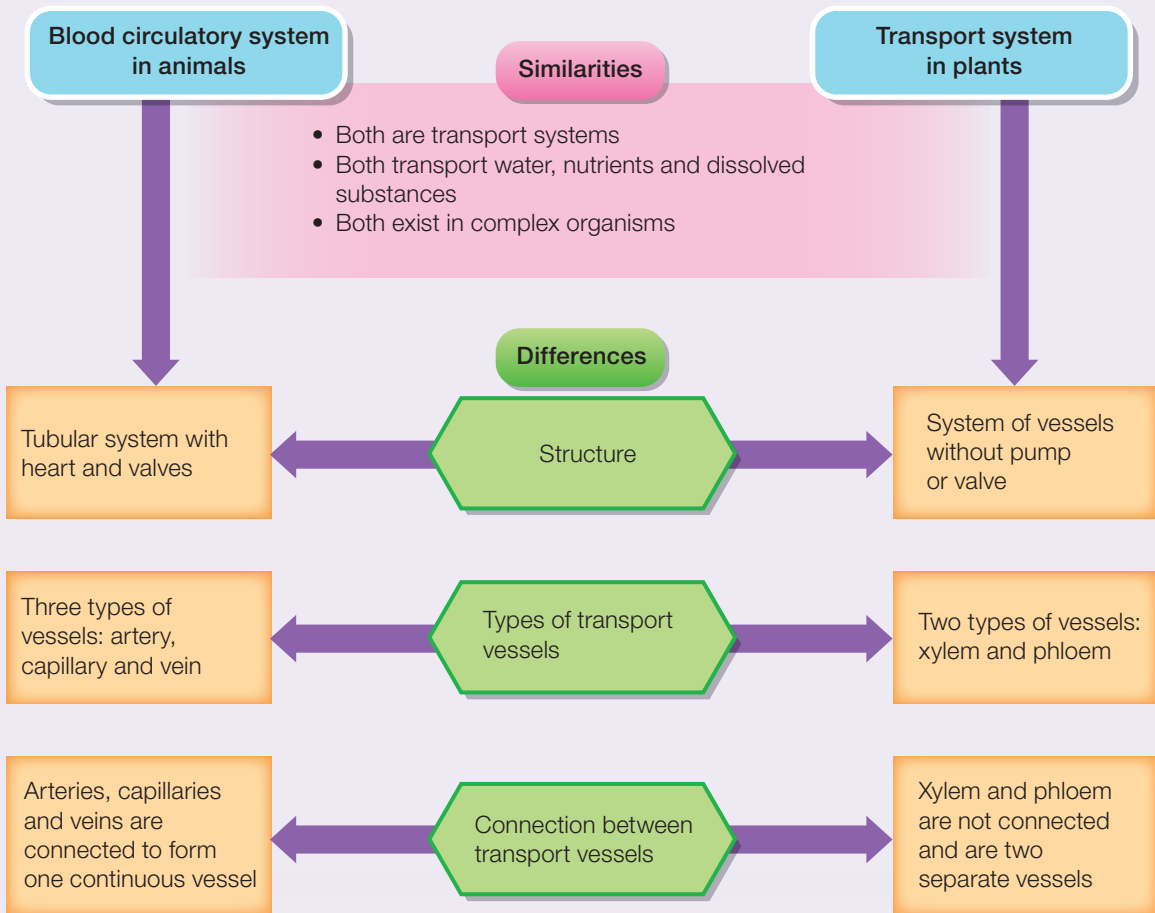 Blood circulatory system
in animals
Similarities
Transport system
in plants
• Both are transport systems
• Both transport water, nutrients and dissolved
substances
• Both exist in complex organisms
Differences
Tubular system with
heart and valves
Structure
System of vessels
without pump
or valve
Three types of
vessels: artery,
capillary and vein
Types of transport
vessels
Two types of vessels:
xylem and phloem
Arteries, capillaries
and veins are
connected to form
one continuous vessel
Connection between
transport vessels
Xylem and phloem
are not connected
and are two
separate vessels